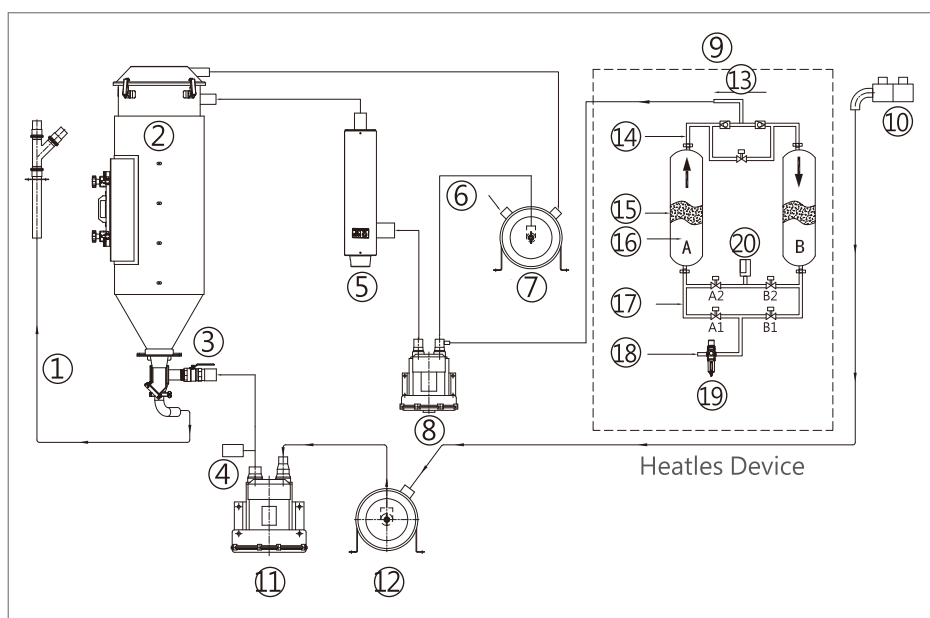 ⑨
⑬
⑩
②
⑭
⑥
⑮
⑯
A
B
⑳
⑤
⑦
A2
B2
⑰
A1
B1
③
⑱
①
⑲
⑧
④
Heatles Device
⑪
⑫